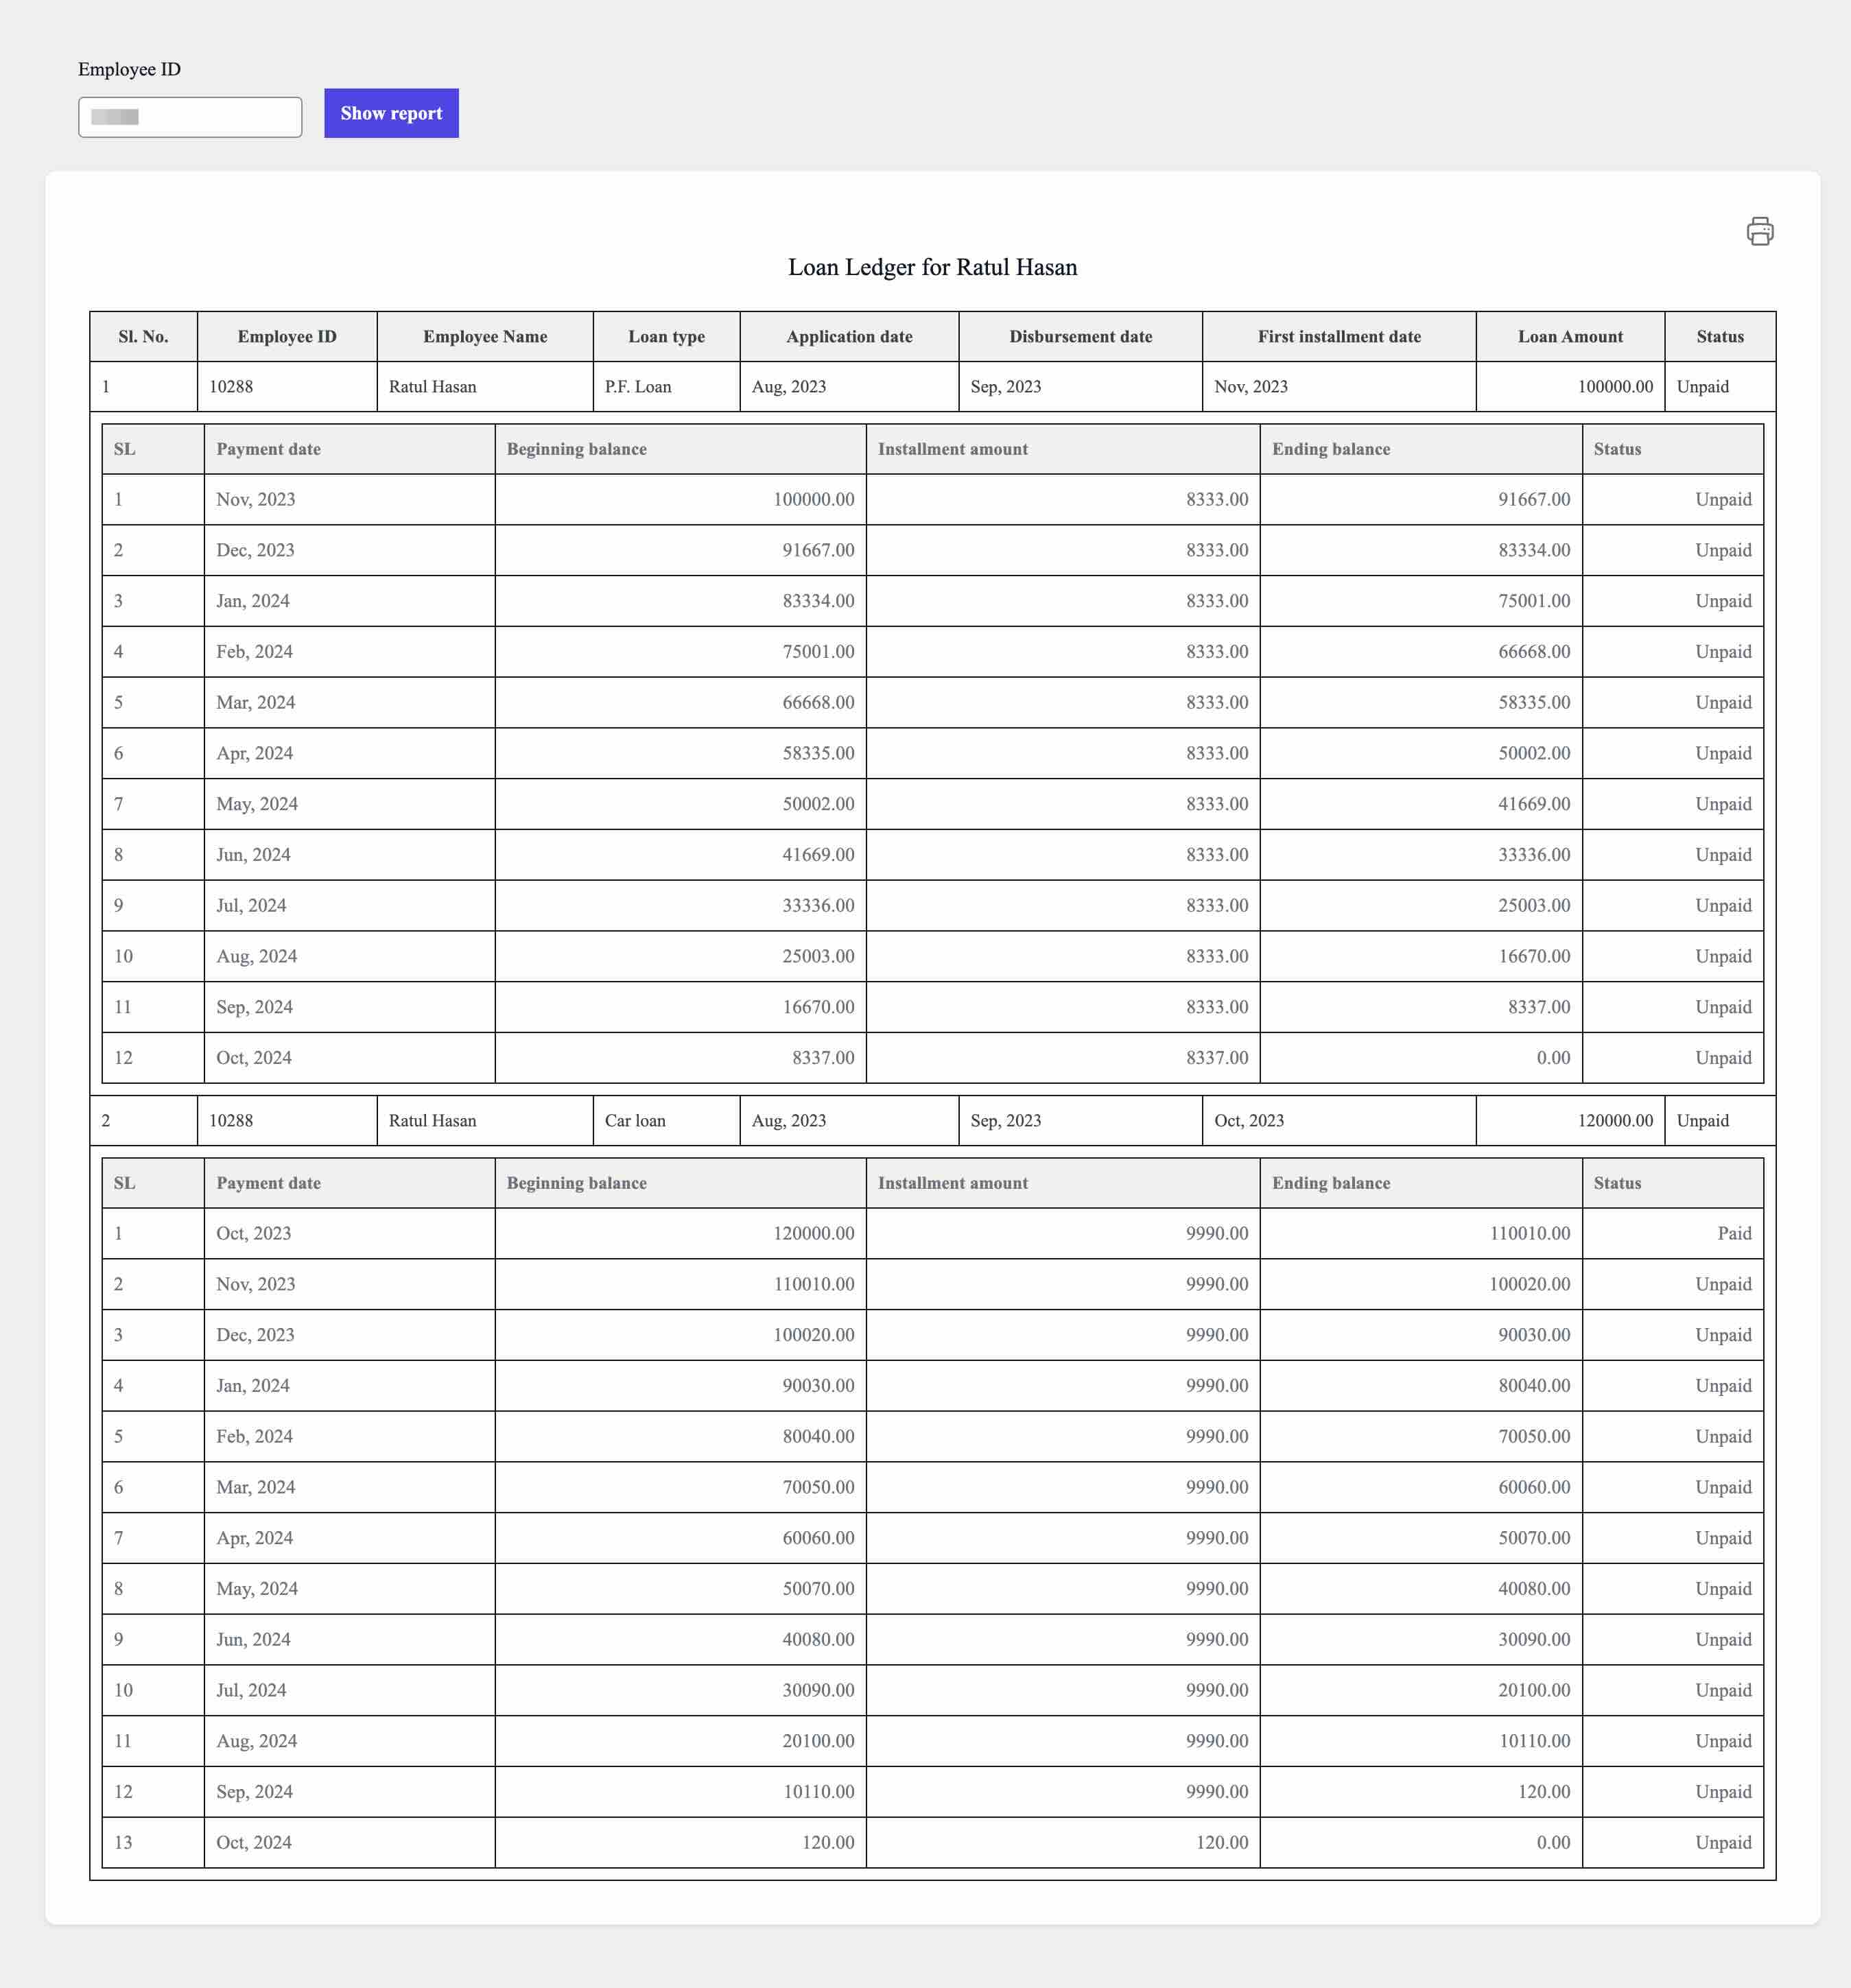 Employee ID
Show report
Loan Ledger for Ratul Hasan
Sl. No. Employee ID Employee Name Loan type Application date Disbursement date First installment date Loan Amount Status
1 10288 Ratul Hasan P.F. Loan Aug, 2023 Sep, 2023 Nov, 2023 100000.00 Unpaid
SL Payment date Beginning balance Installment amount Ending balance Status
1 Nov, 2023 100000.00 8333.00 91667.00 Unpaid
2 Dec, 2023 91667.00 8333.00 83334.00 Unpaid
3 Jan, 2024 83334.00 8333.00 75001.00 Unpaid
4 Feb, 2024 75001.00 8333.00 66668.00 Unpaid
5 Mar, 2024 66668.00 8333.00 58335.00 Unpaid
6 Apr, 2024 58335.00 8333.00 50002.00 Unpaid
7 May, 2024 50002.00 8333.00 41669.00 Unpaid
8 Jun, 2024 41669.00 8333.00 33336.00 Unpaid
9 Jul, 2024 33336.00 8333.00 25003.00 Unpaid
10 Aug, 2024 25003.00 8333.00 16670.00 Unpaid
11 Sep, 2024 16670.00 8333.00 8337.00 Unpaid
12 Oct, 2024 8337.00 8337.00 0.00 Unpaid
2 10288 Ratul Hasan Car loan Aug, 2023 Sep, 2023 Oct, 2023 120000.00 Unpaid
SL Payment date Beginning balance Installment amount Ending balance Status
1 Oct, 2023 120000.00 9990.00 110010.00 Paid
2 Nov, 2023 110010.00 9990.00 100020.00 Unpaid
3 Dec, 2023 100020.00 9990.00 90030.00 Unpaid
4 Jan, 2024 90030.00 9990.00 80040.00 Unpaid
5 Feb, 2024 80040.00 9990.00 70050.00 Unpaid
6 Mar, 2024 70050.00 9990.00 60060.00 Unpaid
7 Apr, 2024 60060.00 9990.00 50070.00 Unpaid
8 May, 2024 50070.00 9990.00 40080.00 Unpaid
9 Jun, 2024 40080.00 9990.00 30090.00 Unpaid
10 Jul, 2024 30090.00 9990.00 20100.00 Unpaid
11 Aug, 2024 20100.00 9990.00 10110.00 Unpaid
12 Sep, 2024 10110.00 9990.00 120.00 Unpaid
13 Oct, 2024 120.00 120.00 0.00 Unpaid